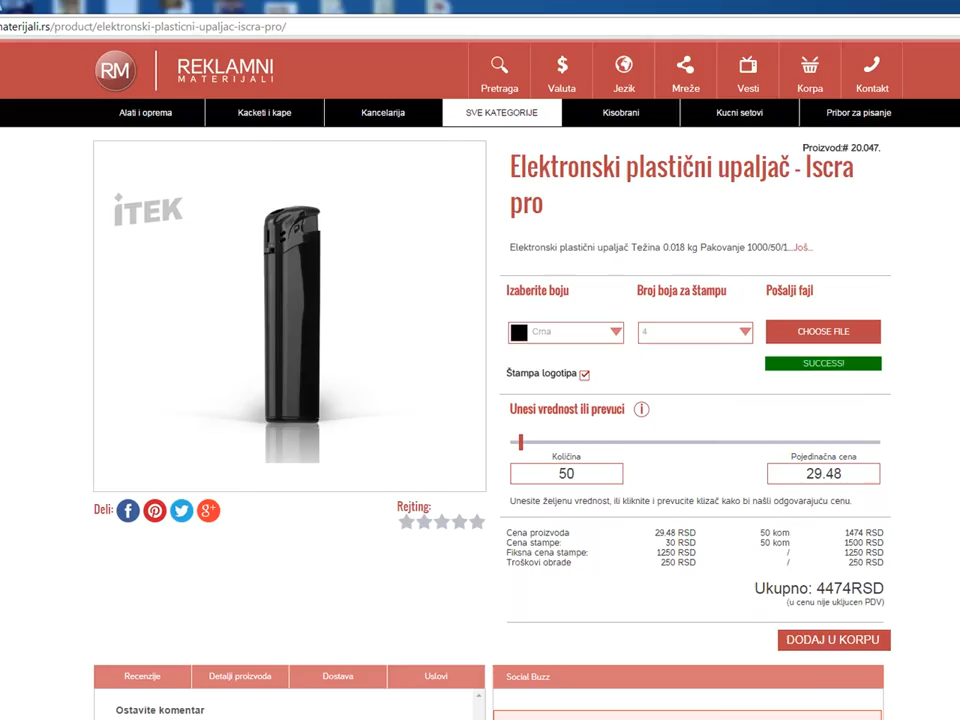 aterijali.rs/product/elektronski-plasticni-upaljac-iscra-pro/
RM
REKLAMNI
MATERIJALI
Pretraga
Valuta
Jezik
Mreže
Vesti
Korpa
Kontakt
Alati i oprema
Kacketi i kape
Kancelarija
SVE KATEGORIJE
Kisobrani
Kucni setovi
Pribor za pisanje
iTEK
Proizvod:# 20.047.
Elektronski plastični upaljač - Iscra
pro
Elektronski plastični upaljač Težina 0.018 kg Pakovanje 1000/50/1...Još...
Izaberite boju
Broj boja za štampu
Pošalji fajl
Crna
4
CHOOSE FILE
SUCCESS!
Štampa logotipa
Unesi vrednost ili prevuci i
Količina
Pojedinačna cena
50
29.48
Unesite željenu vrednost, ili kliknite i prevucite klizač kako bi našli odgovarajuću cenu.
Deli:
Rejting:
Cena proizvoda 29.48 RSD 50 kom 1474 RSD
Cena stampe: 30 RSD 50 kom 1500 RSD
Fiksna cena stampe: 1250 RSD / 1250 RSD
Troškovi obrade 250 RSD / 250 RSD
Ukupno: 4474RSD
(u cenu nije ukljucen PDV)
DODAJ U KORPU
Recenzije
Detalji proizvoda
Dostava
Uslovi
Social Buzz
Ostavite komentar